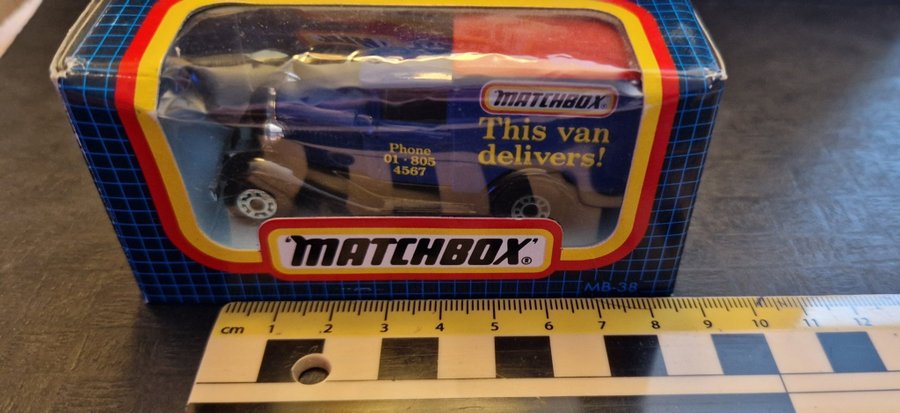 MATCHBOX®
This van
delivers!
Phone
01·805
4567
"MATCHBOX"®
MB-38
cm 1 2 3 4 5 6 7 8 9 10 11 12